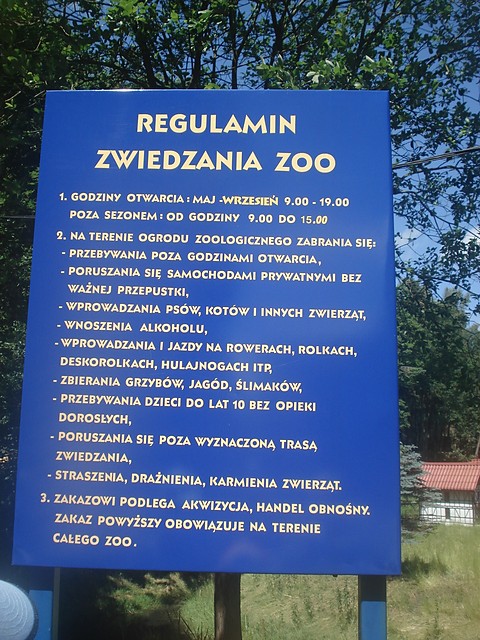 REGULAMIN
ZWIEDZANIA ZOO
1. GODZINY OTWARCIA : MAJ -WRZESIEŃ 9.00 - 19.00
POZA SEZONEM : OD GODZINY 9.00 DO 15.00
2. NA TERENIE OGRODU ZOOLOGICZNEGO ZABRANIA SIĘ:
- PRZEBYWANIA POZA GODZINAMI OTWARCIA,
- PORUSZANIA SIĘ SAMOCHODAMI PRYWATNYMI BEZ
WAŻNEJ PRZEPUSTKI,
- WPROWADZANIA PSÓW, KOTÓW I INNYCH ZWIERZĄT,
- WNOSZENIA ALKOHOLU,
- WPROWADZANIA I JAZDY NA ROWERACH, ROLKACH,
DESKOROLKACH, HULAJNOGACH ITP,
- ZBIERANIA GRZYBÓW, JAGÓD, ŚLIMAKÓW,
- PRZEBYWANIA DZIECI DO LAT 10 BEZ OPIEKI
DOROSŁYCH,
- PORUSZANIA SIĘ POZA WYZNACZONĄ TRASĄ
ZWIEDZANIA,
- STRASZENIA, DRAŻNIENIA, KARMIENIA ZWIERZĄT.
3. ZAKAZOWI PODLEGA AKWIZYCJA, HANDEL OBNOŚNY.
ZAKAZ POWYŻSZY OBOWIĄZUJE NA TERENIE
CAŁEGO ZOO.